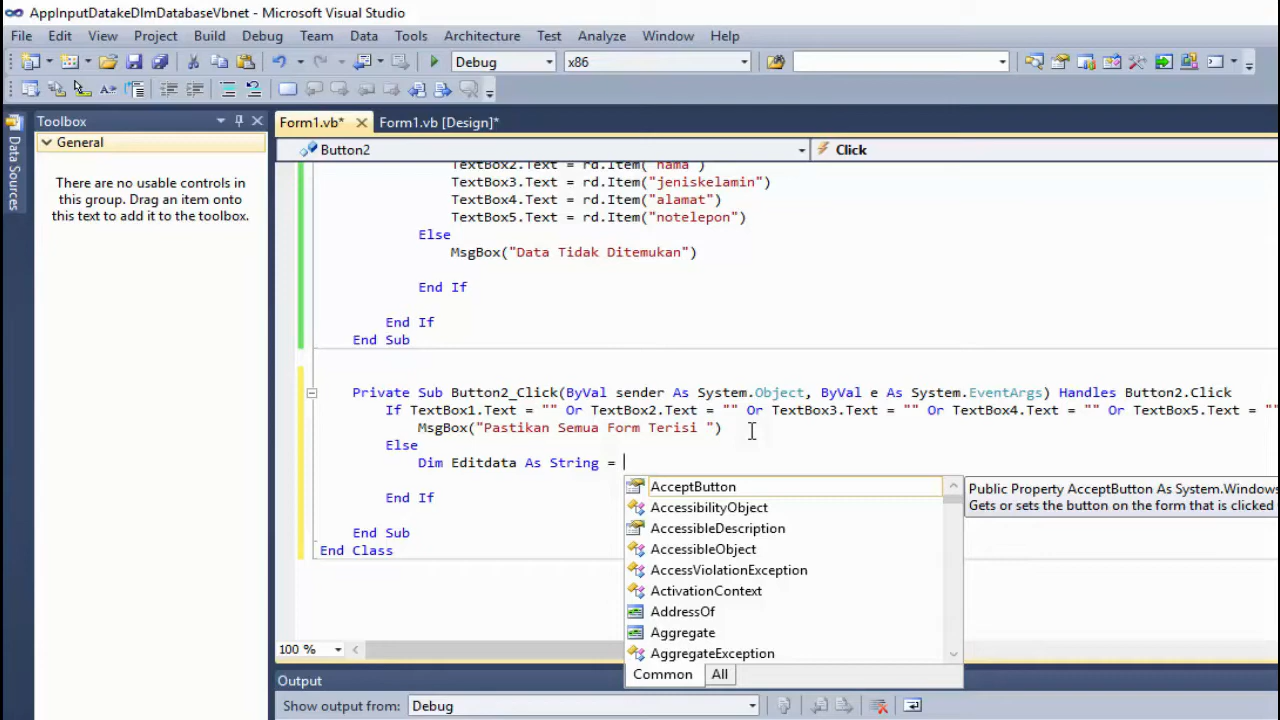 AppInputDatakeDlmDatabaseVbnet - Microsoft Visual Studio
File Edit View Project Build Debug Team Data Tools Architecture Test Analyze Window Help
Debug x86
Toolbox
Form1.vb* Form1.vb [Design]*
General
Button2 Click
Data Sources
There are no usable controls in
this group. Drag an item onto
this text to add it to the toolbox.
TextBox2.Text = rd.Item("nama")
TextBox3.Text = rd.Item("jeniskelamin")
TextBox4.Text = rd.Item("alamat")
TextBox5.Text = rd.Item("notelepon")
Else
MsgBox("Data Tidak Ditemukan")
End If
End If
End Sub
Private Sub Button2_Click(ByVal sender As System.Object, ByVal e As System.EventArgs) Handles Button2.Click
If TextBox1.Text = "" Or TextBox2.Text = "" Or TextBox3.Text = "" Or TextBox4.Text = "" Or TextBox5.Text = ""
MsgBox("Pastikan Semua Form Terisi ")
Else
Dim Editdata As String =
End If
End Sub
End Class
AcceptButton
AccessibilityObject
AccessibleDescription
AccessibleObject
AccessViolationException
ActivationContext
AddressOf
Aggregate
AggregateException
Common All
Public Property AcceptButton As System.Windows
Gets or sets the button on the form that is clicked
100 %
Output
Show output from: Debug